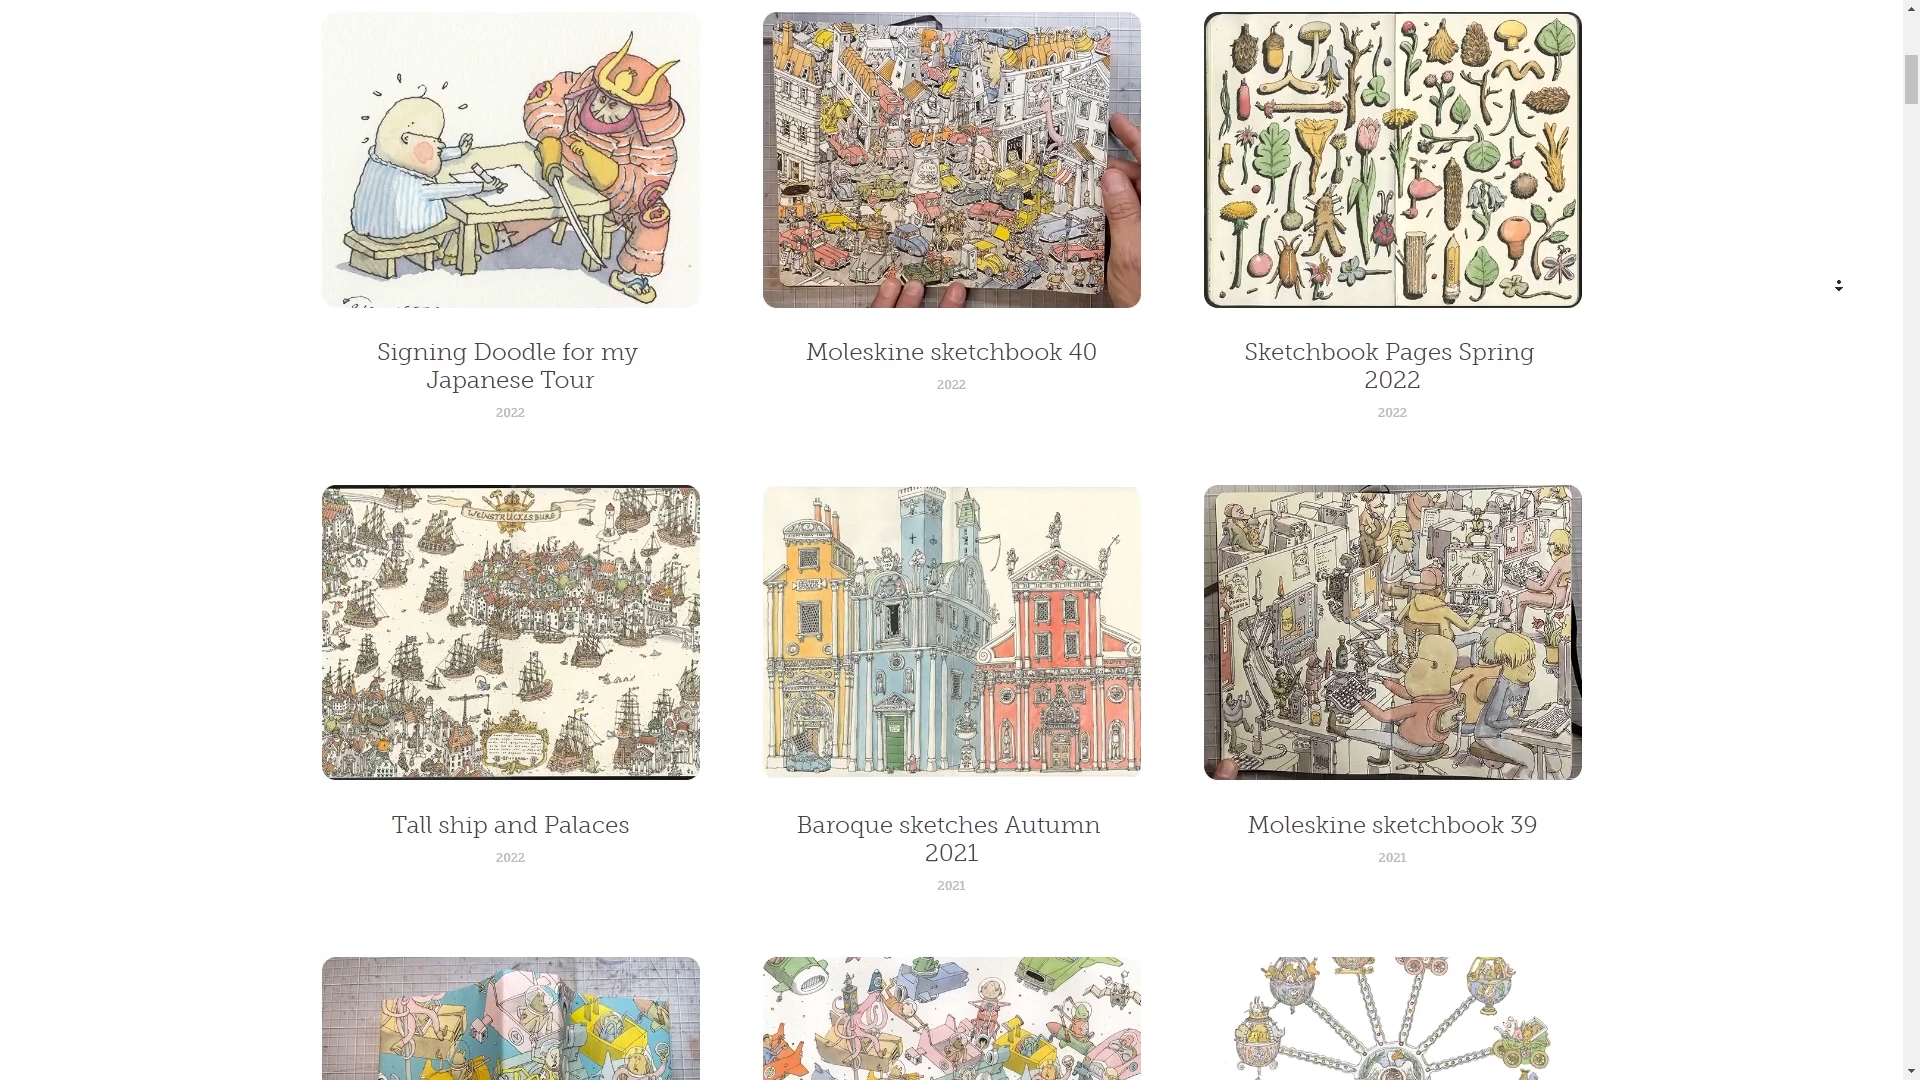 Signing Doodle for my
Japanese Tour
2022
Moleskine sketchbook 40
2022
Sketchbook Pages Spring
2022
2022
WEINSTRUCKESBURG
Tall ship and Palaces
2022
Baroque sketches Autumn
2021
2021
Moleskine sketchbook 39
2021